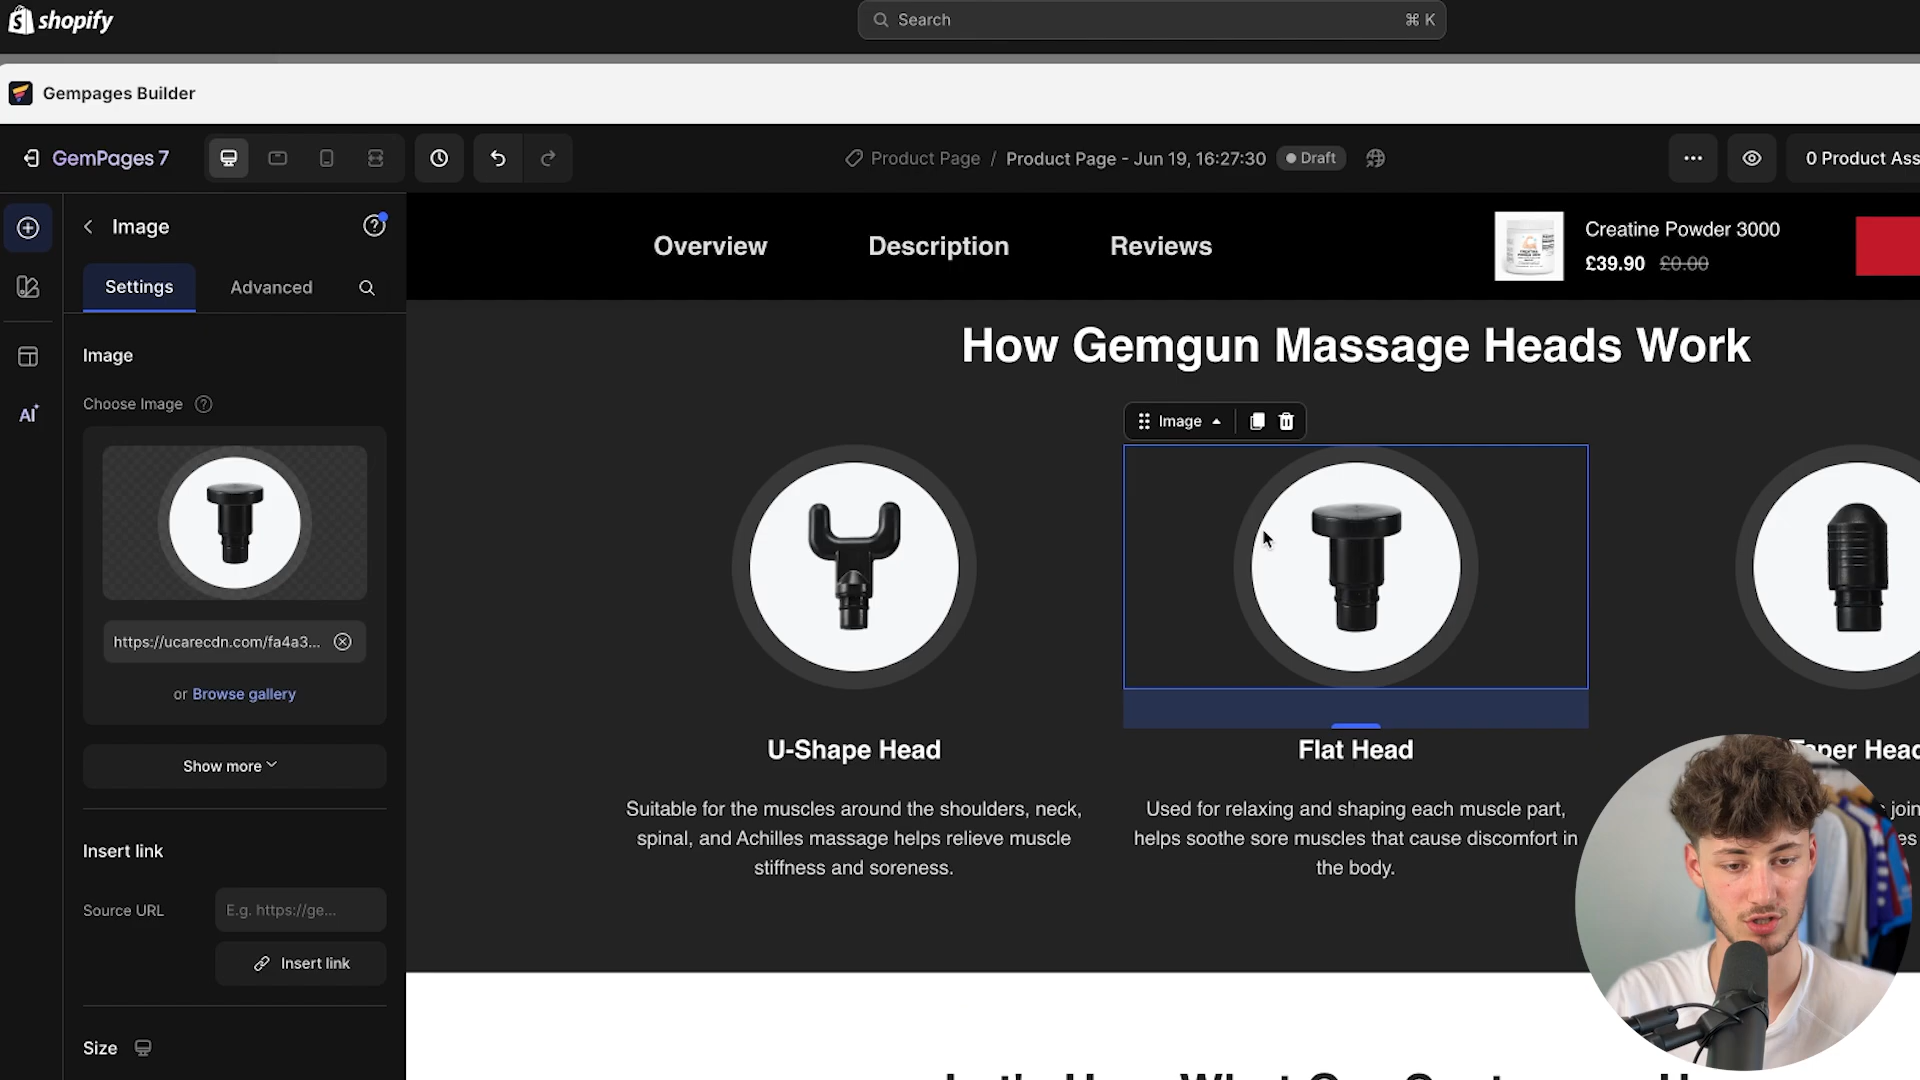 shopify
Search
⌘ K
Gempages Builder
GemPages 7
Product Page / Product Page - Jun 19, 16:27:30
Draft
0 Product Ass
Image
Settings
Advanced
Image
Choose Image
https://ucarecdn.com/fa4a3...
or Browse gallery
Show more
Insert link
Source URL
E.g. https://ge...
Insert link
Size
AI
Overview
Description
Reviews
Creatine Powder 3000
£39.90 £0.00
How Gemgun Massage Heads Work
Image
U-Shape Head
Suitable for the muscles around the shoulders, neck,
spinal, and Achilles massage helps relieve muscle
stiffness and soreness.
Flat Head
Used for relaxing and shaping each muscle part,
helps soothe sore muscles that cause discomfort in
the body.
Taper Head